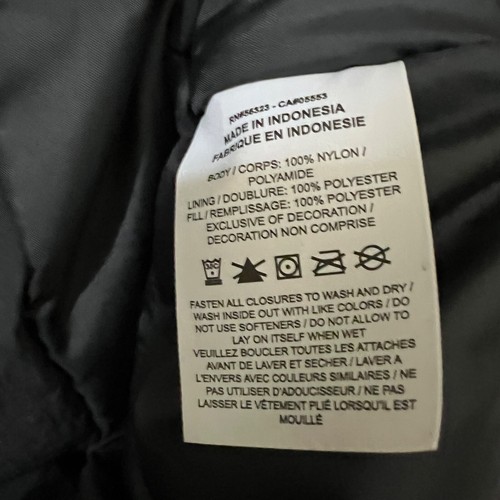 RN#56323 - CA#05553
MADE IN INDONESIA
FABRIQUE EN INDONESIE
BODY / CORPS: 100% NYLON /
POLYAMIDE
LINING / DOUBLURE: 100% POLYESTER
FILL / REMPLISSAGE: 100% POLYESTER
EXCLUSIVE OF DECORATION /
DECORATION NON COMPRISE
30C
FASTEN ALL CLOSURES TO WASH AND DRY /
WASH INSIDE OUT WITH LIKE COLORS / DO
NOT USE SOFTENERS / DO NOT ALLOW TO
LAY ON ITSELF WHEN WET
VEUILLEZ BOUCLER TOUTES LES ATTACHES
AVANT DE LAVER ET SECHER / LAVER A
L'ENVERS AVEC COULEURS SIMILAIRES / NE
PAS UTILISER D'ADOUCISSEUR / NE PAS
LAISSER LE VÊTEMENT PLIÉ LORSQU'IL EST
MOUILLÉ